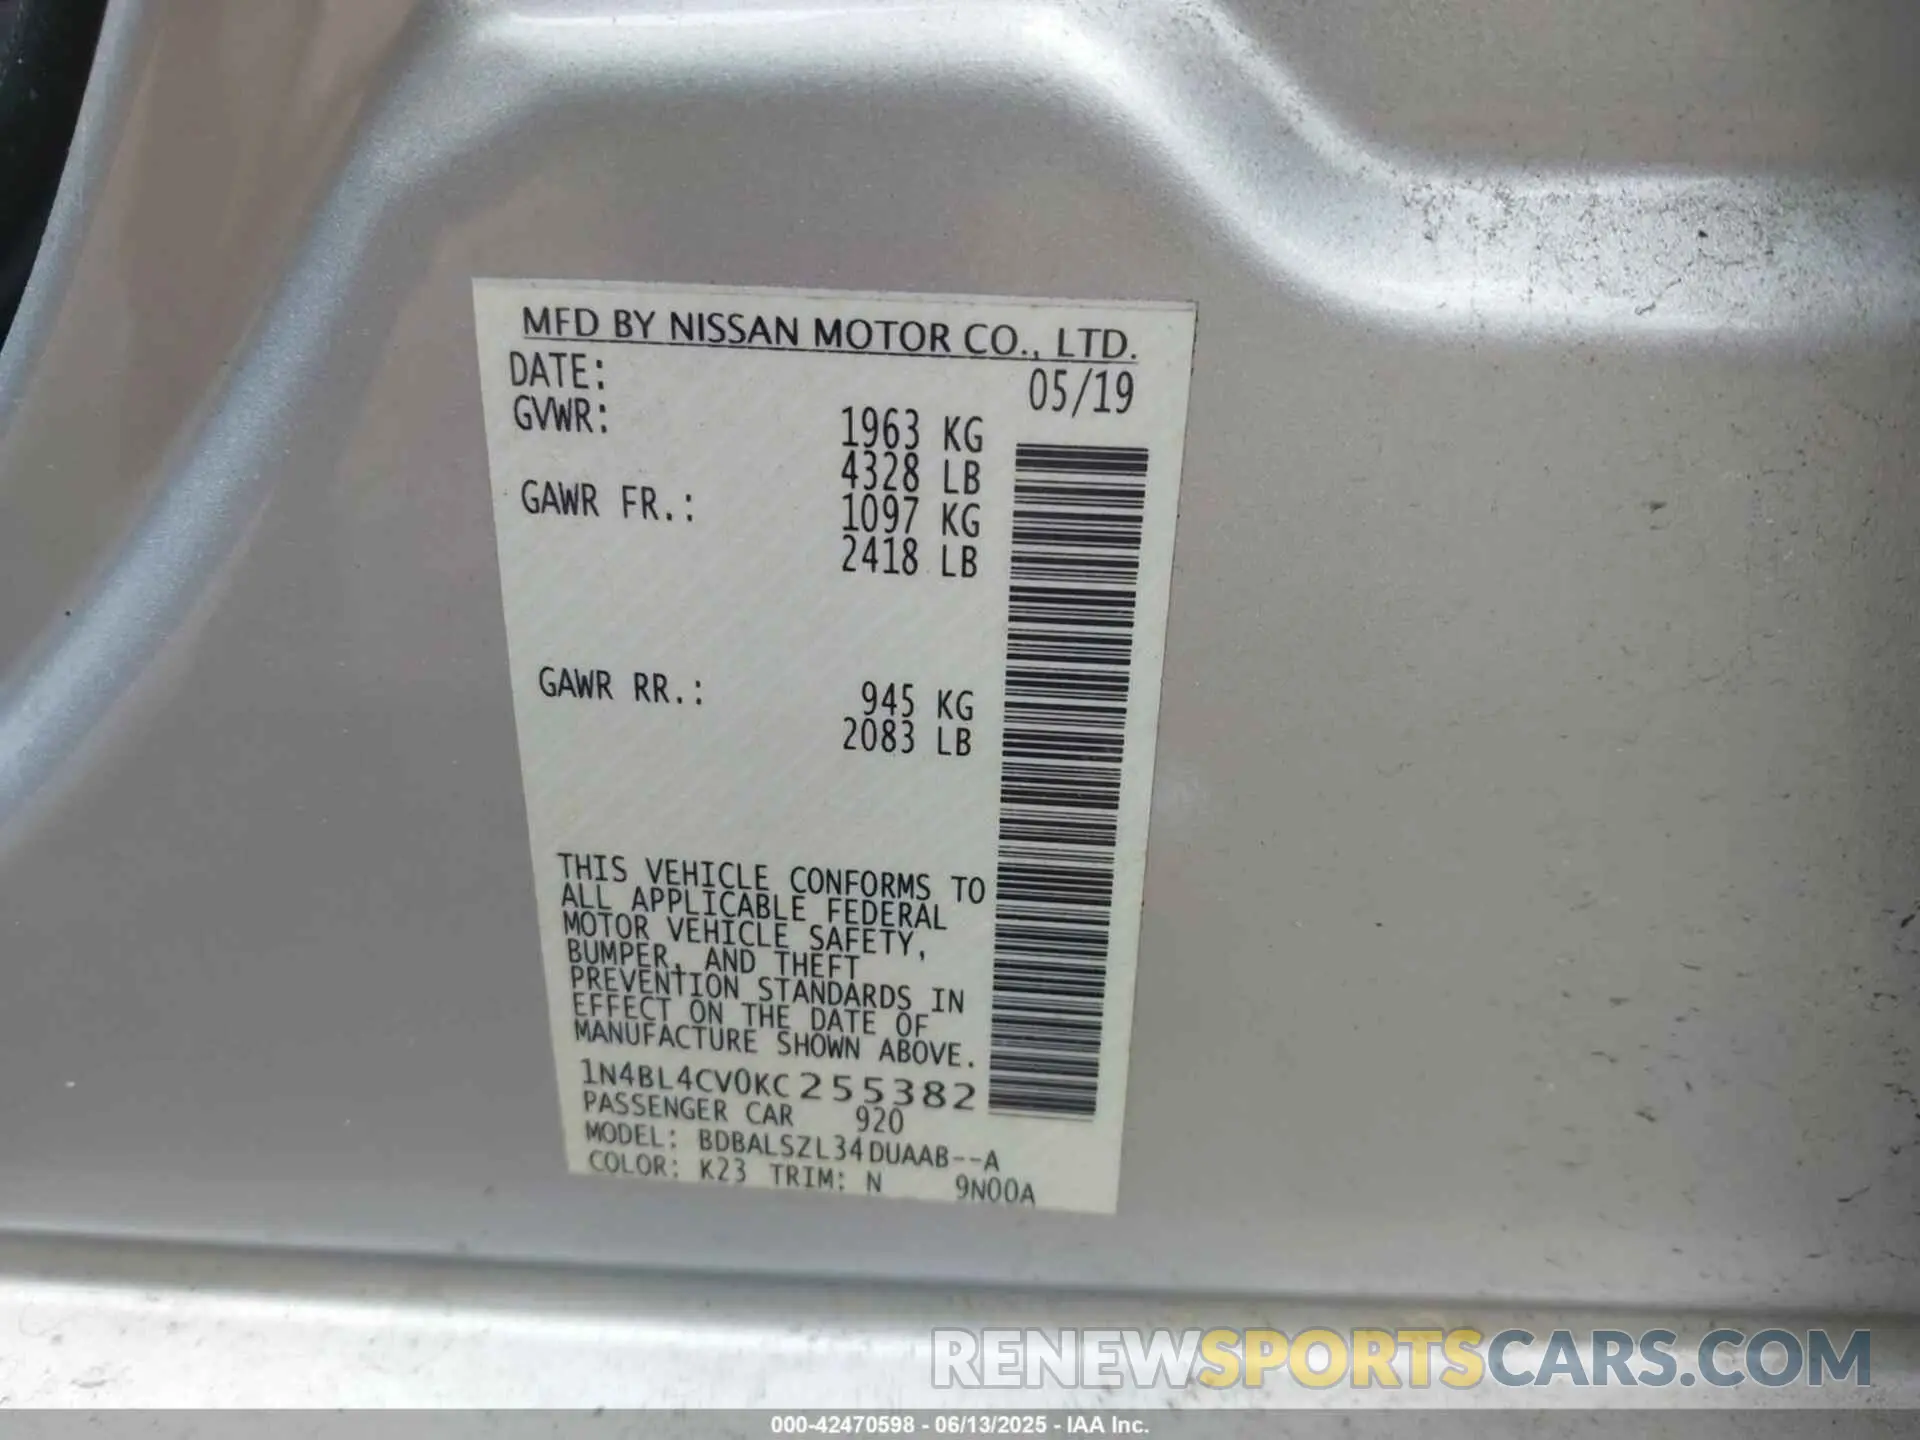 MFD BY NISSAN MOTOR CO., LTD.
DATE: 05/19
GVWR: 1963 KG
4328 LB
GAWR FR.: 1097 KG
2418 LB
GAWR RR.: 945 KG
2083 LB
THIS VEHICLE CONFORMS TO
ALL APPLICABLE FEDERAL
MOTOR VEHICLE SAFETY,
BUMPER, AND THEFT
PREVENTION STANDARDS IN
EFFECT ON THE DATE OF
MANUFACTURE SHOWN ABOVE.
1N4BL4CV0KC255382
PASSENGER CAR 920
MODEL: BDBALSZL34DUAAB--A
COLOR: K23 TRIM: N 9N00A
RENEWSPORTSCARS.COM
000-42470598 - 06/13/2025 - IAA Inc.